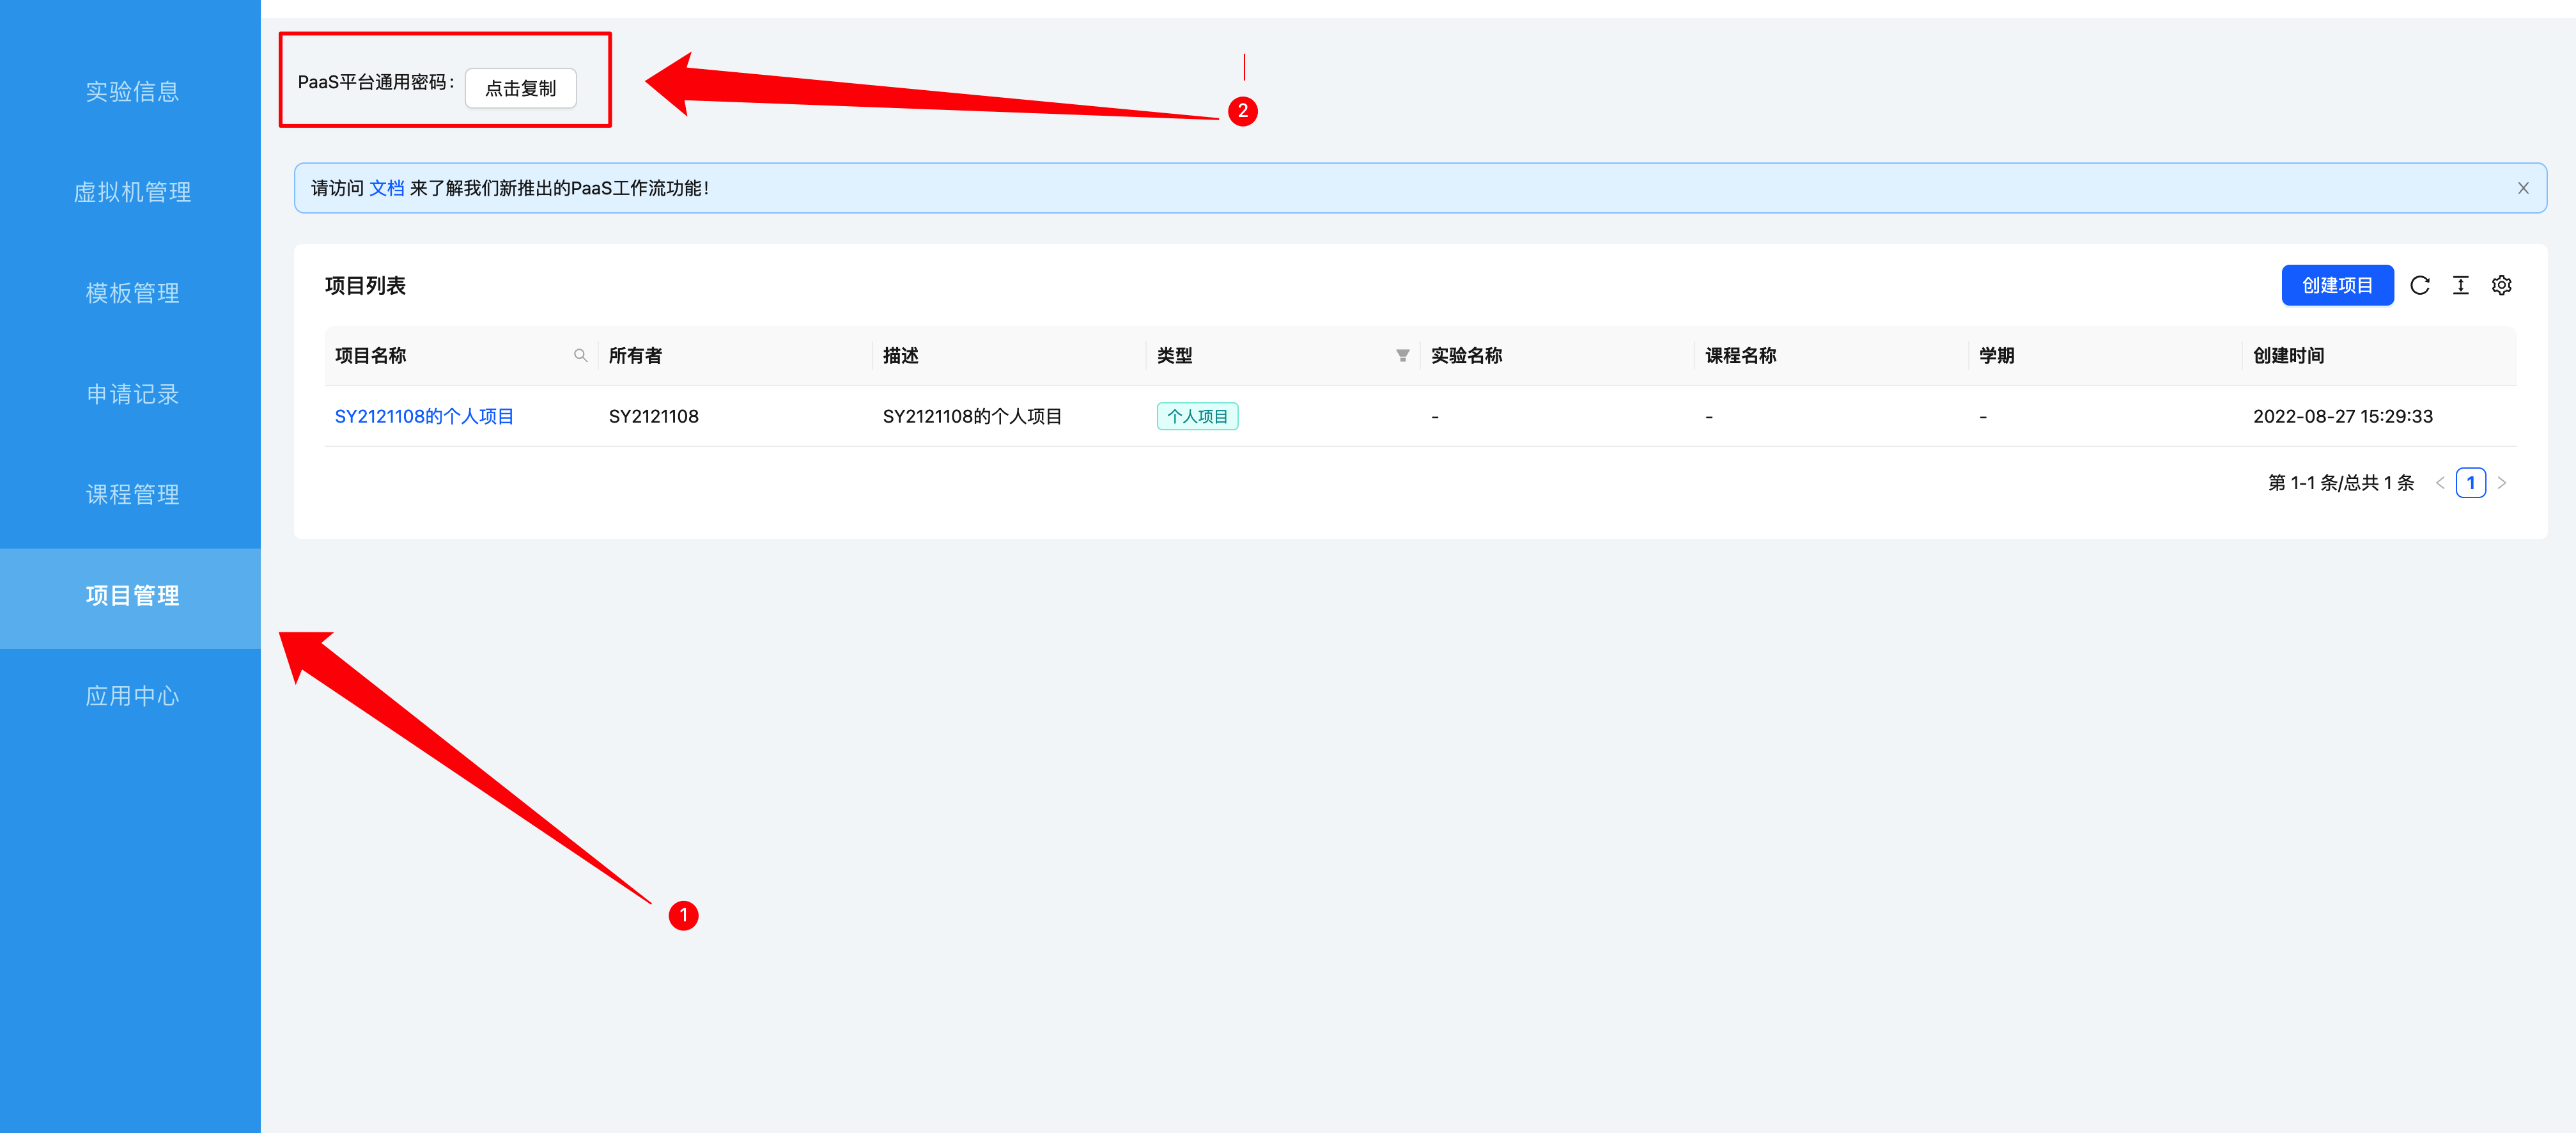 实验信息
虚拟机管理
模板管理
申请记录
课程管理
项目管理
应用中心
PaaS平台通用密码： 点击复制
2
请访问 文档 来了解我们新推出的PaaS工作流功能！
项目列表 创建项目
项目名称 所有者 描述 类型 实验名称 课程名称 学期 创建时间
SY2121108的个人项目 SY2121108 SY2121108的个人项目 个人项目 - - - 2022-08-27 15:29:33
第 1-1 条/总共 1 条 < 1 >
1